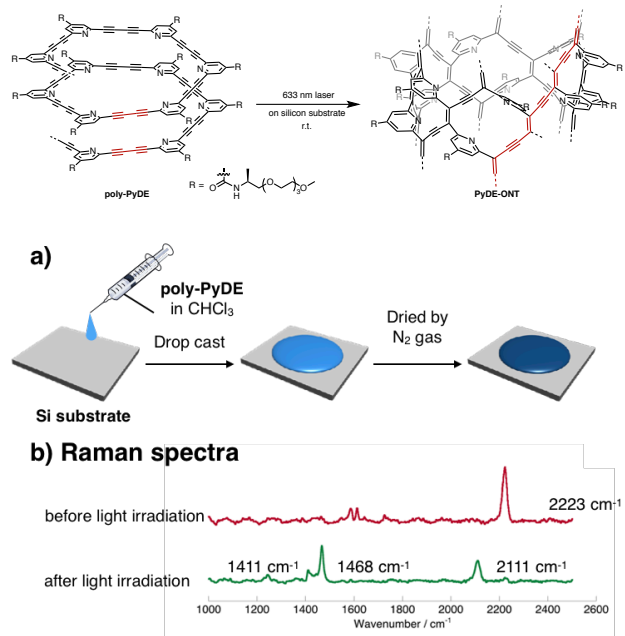 R
R
R
N
N
N
N
R
N
N
R
R
N
N
N
N
R
R
R
N
N
R
R
R
N
N
R
R
poly-PyDE
633 nm laser
on silicon substrate
r.t.
R =
O
N
H
O
3
O
R
R
N
N
R
R
N
N
R
R
N
N
R
R
N
R
PyDE-ONT
a)
poly-PyDE
in CHCl3
Drop cast
Dried by
N2 gas
Si substrate
b) Raman spectra
before light irradiation
2223 cm-1
after light irradiation
1411 cm-1
1468 cm-1
2111 cm-1
1000 1200 1400 1600 1800 2000 2200 2400 2600
Wavenumber / cm-1